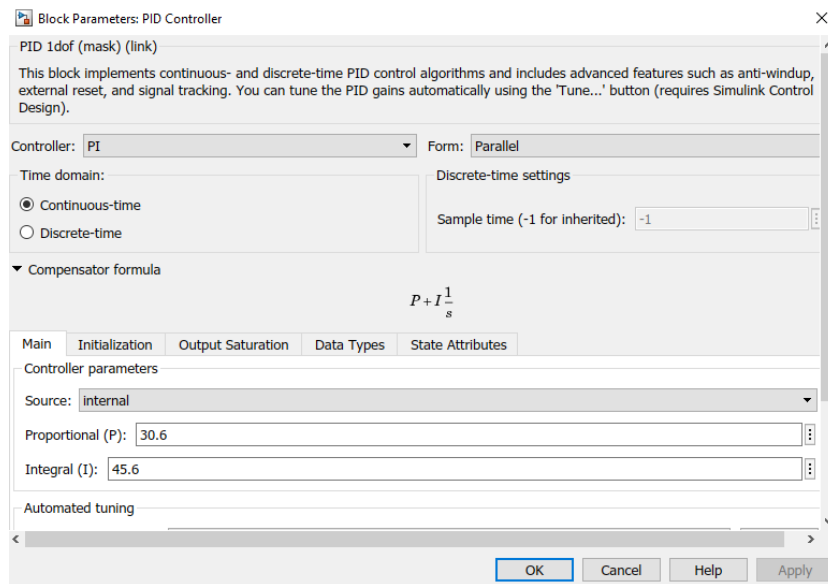 Block Parameters: PID Controller
PID 1dof (mask) (link)
This block implements continuous- and discrete-time PID control algorithms and includes advanced features such as anti-windup,
external reset, and signal tracking. You can tune the PID gains automatically using the 'Tune...' button (requires Simulink Control
Design).
Controller: PI Form: Parallel
Time domain: Discrete-time settings
Continuous-time
Sample time (-1 for inherited): -1
Discrete-time
Compensator formula
P + I 1/s
Main Initialization Output Saturation Data Types State Attributes
Controller parameters
Source: internal
Proportional (P): 30.6
Integral (I): 45.6
Automated tuning
OK Cancel Help Apply